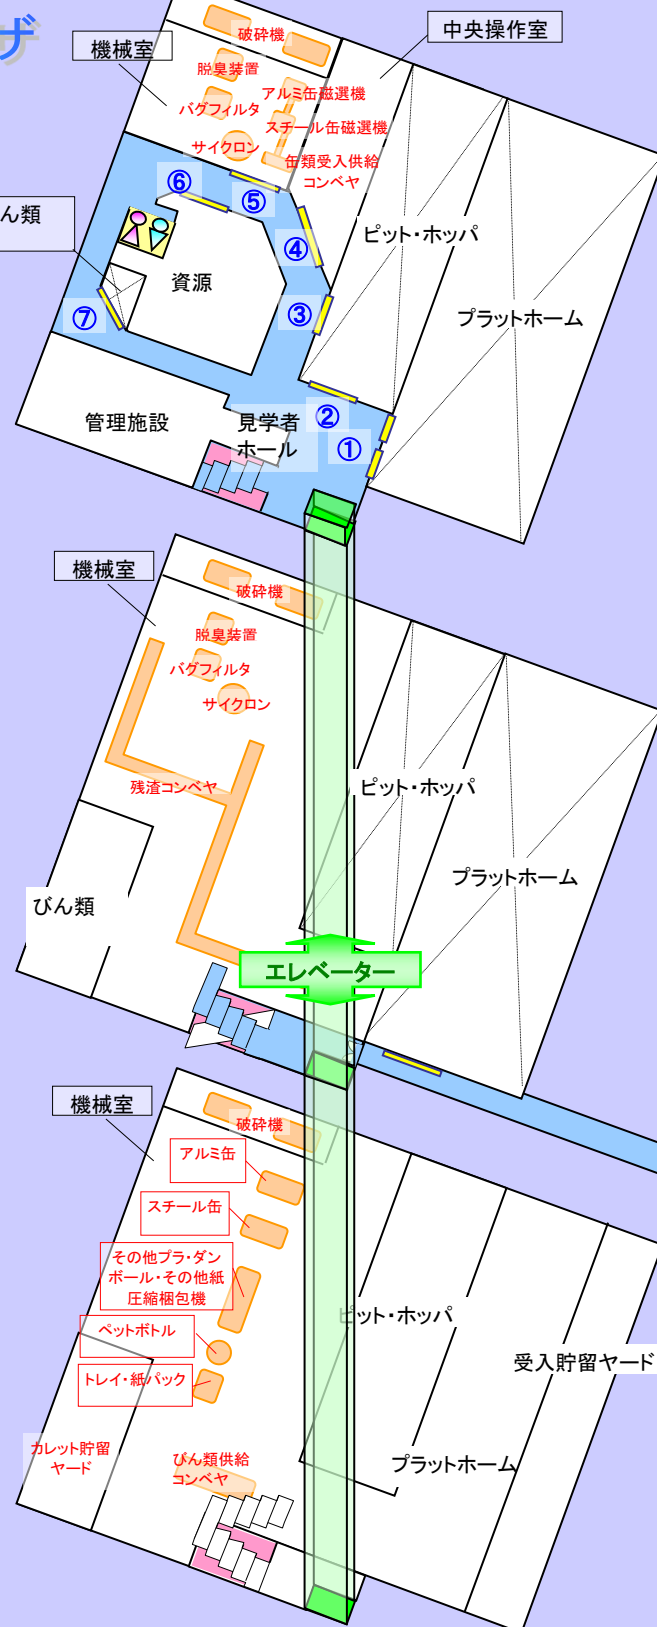 ザ
機械室
中央操作室
破砕機
脱臭装置
アルミ缶磁選機
バグフィルタ
スチール缶磁選機
サイクロン
缶類受入供給
コンベヤ
⑥
⑤
ん類
④
ピット・ホッパ
資源
③
プラットホーム
⑦
管理施設
見学者
ホール
②
①
機械室
破砕機
脱臭装置
バグフィルタ
サイクロン
残渣コンベヤ
ピット・ホッパ
プラットホーム
びん類
エレベーター
機械室
破砕機
アルミ缶
スチール缶
その他プラ・ダン
ボール・その他紙
圧縮梱包機
ペットボトル
ピット・ホッパ
トレイ・紙パック
受入貯留ヤード
カレット貯留
ヤード
びん類供給
コンベヤ
プラットホーム